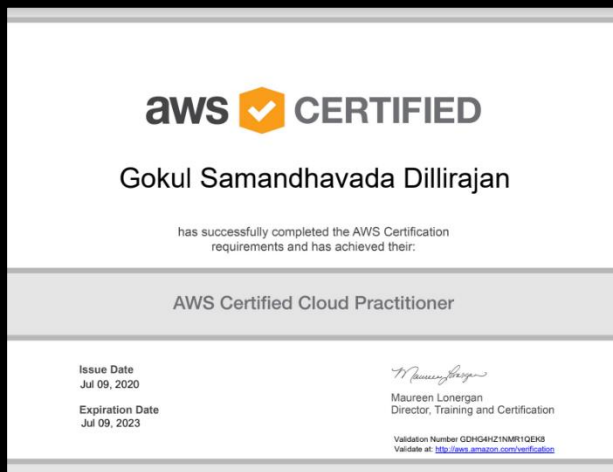 aws CERTIFIED
Gokul Samandhavada Dillirajan
has successfully completed the AWS Certification
requirements and has achieved their:
AWS Certified Cloud Practitioner
Issue Date
Jul 09, 2020
Expiration Date
Jul 09, 2023
Maureen Lonergan
Maureen Lonergan
Director, Training and Certification
Validation Number GDHG4HZ1NMR1QEK8
Validate at: http://aws.amazon.com/verification